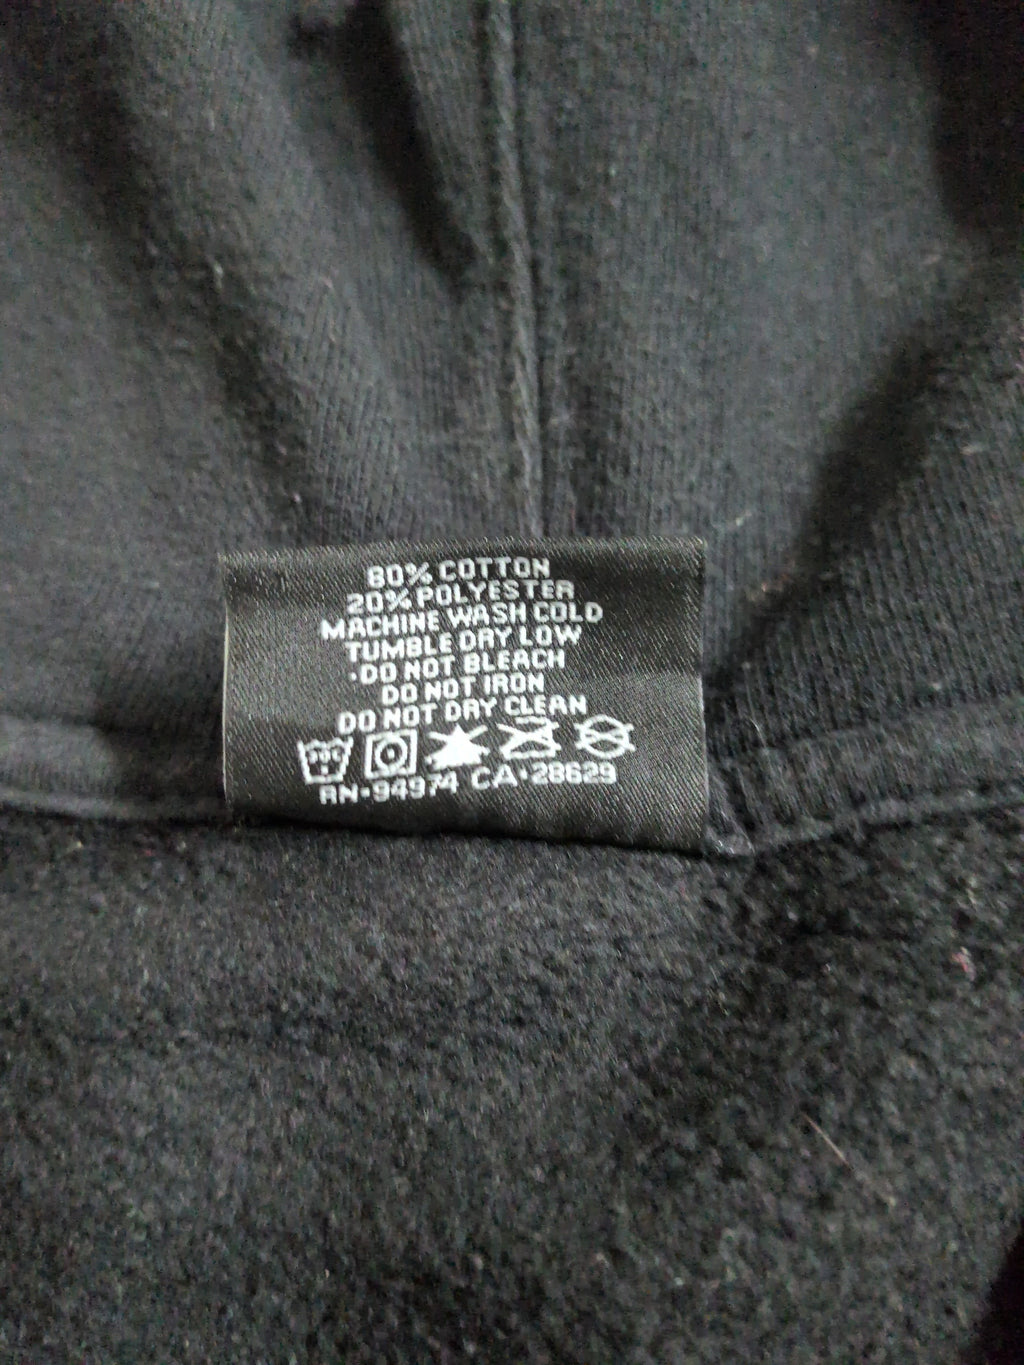 80% COTTON
20% POLYESTER
MACHINE WASH COLD
TUMBLE DRY LOW
·DO NOT BLEACH
DO NOT IRON
DO NOT DRY CLEAN
RN·94974 CA·28629